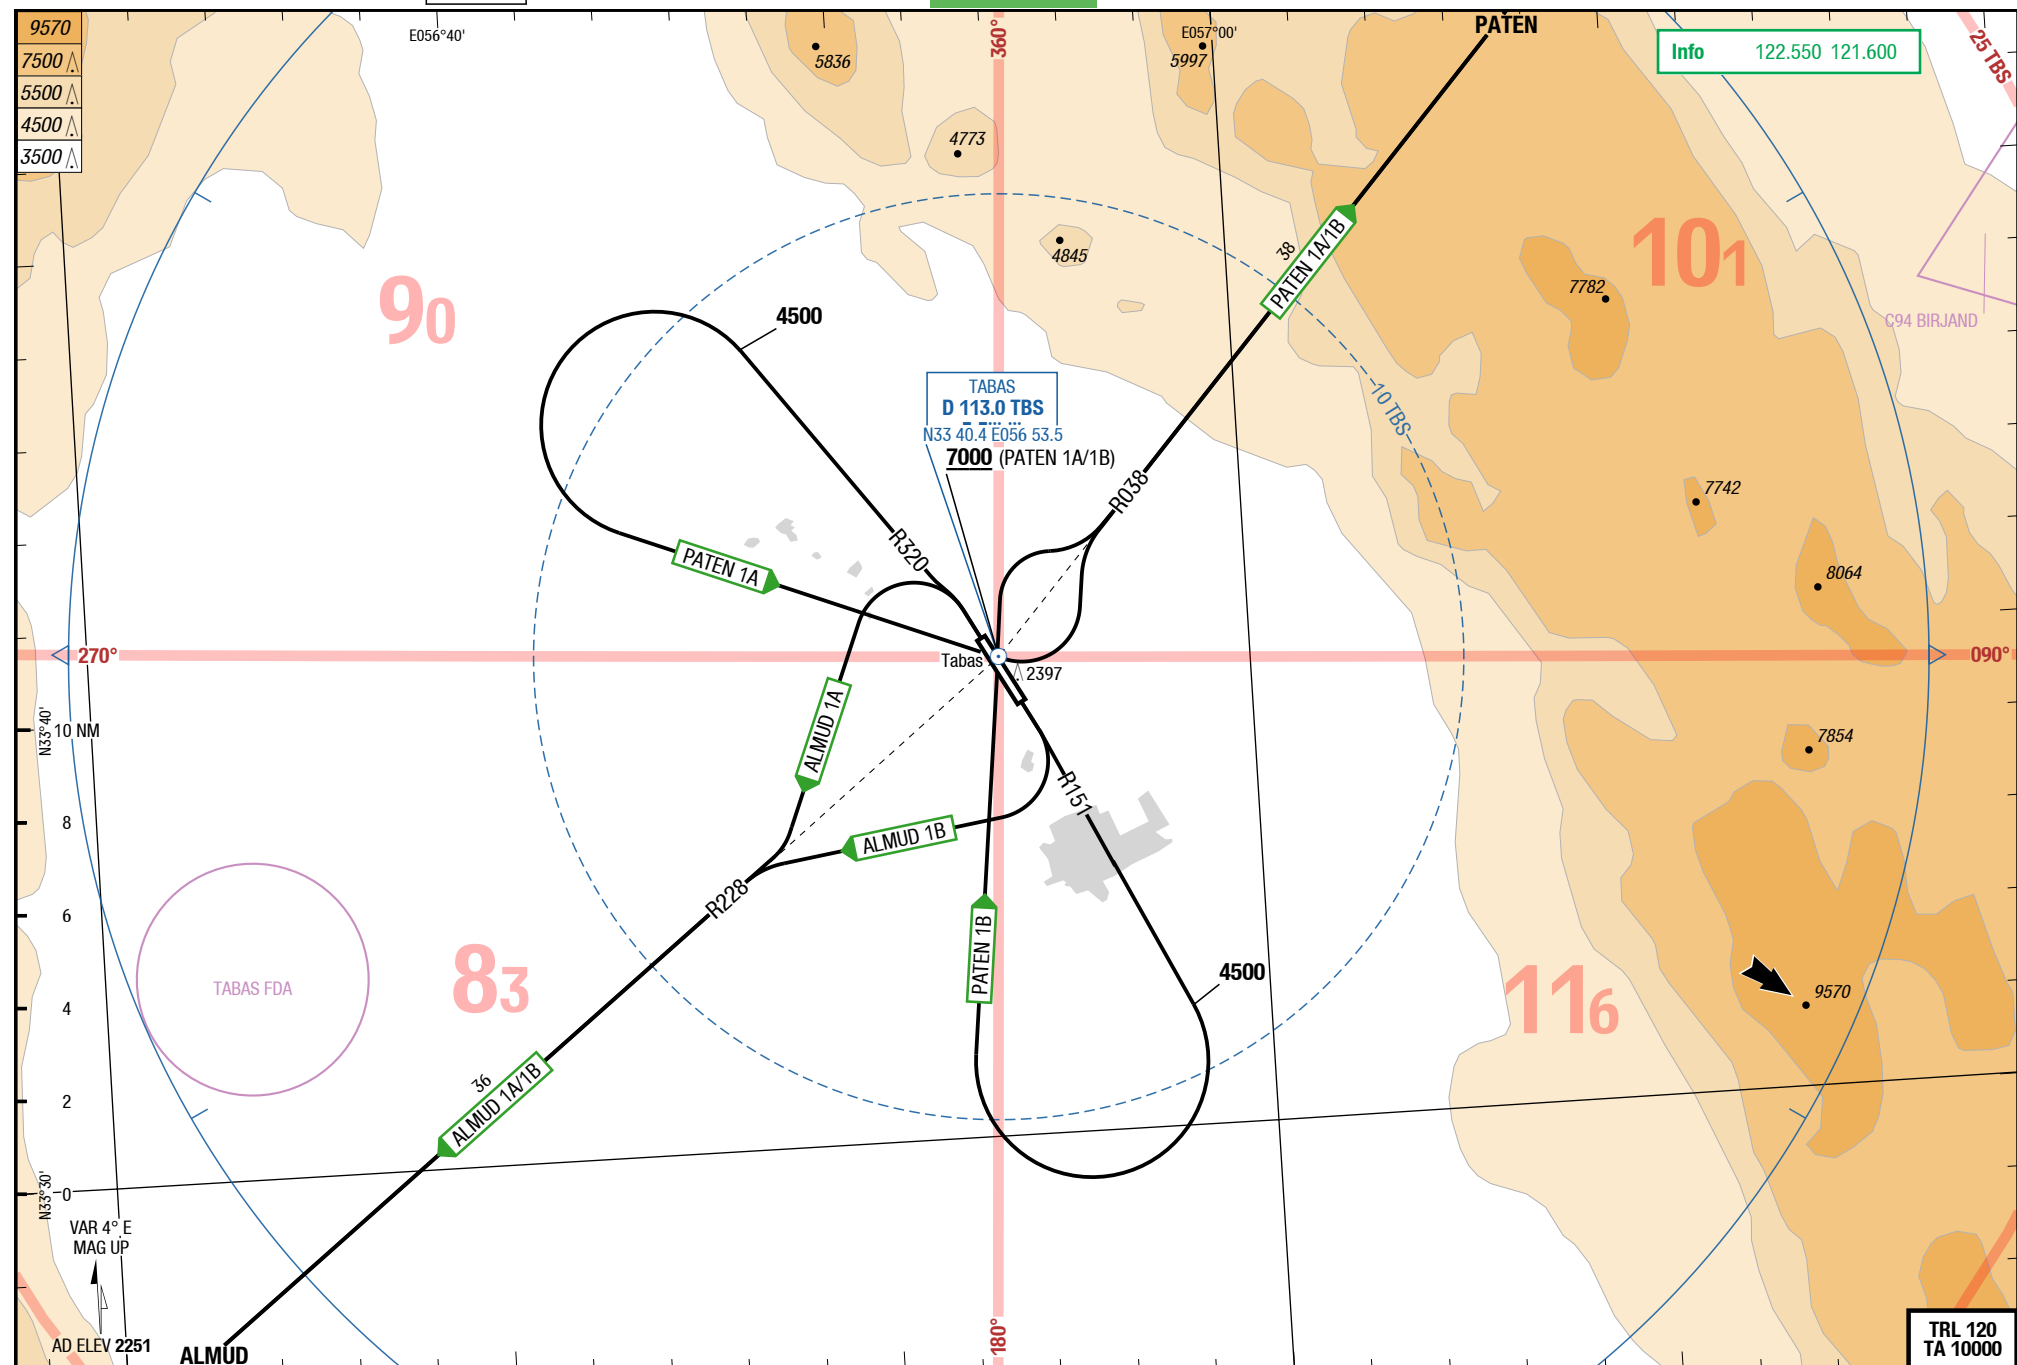 9570
7500
5500
4500
3500
E056°40'
5836
360°
E057°00'
5997
PATEN
Info 122.550 121.600
25 TBS
4773
4845
38
PATEN 1A/1B
101
7782
C94 BIRJAND
90
4500
TABAS
D 113.0 TBS
N33 40.4 E056 53.5
7000 (PATEN 1A/1B)
10 TBS
R038
7742
R320
PATEN 1A
8064
270°
Tabas
2397
090°
N33°40'
10 NM
ALMUD 1A
7854
R151
8
ALMUD 1B
R228
6
PATEN 1B
83
TABAS FDA
4500
116
9570
4
36
ALMUD 1A/1B
2
N33°30'
0
VAR 4° E
MAG UP
AD ELEV 2251
ALMUD
180°
TRL 120
TA 10000